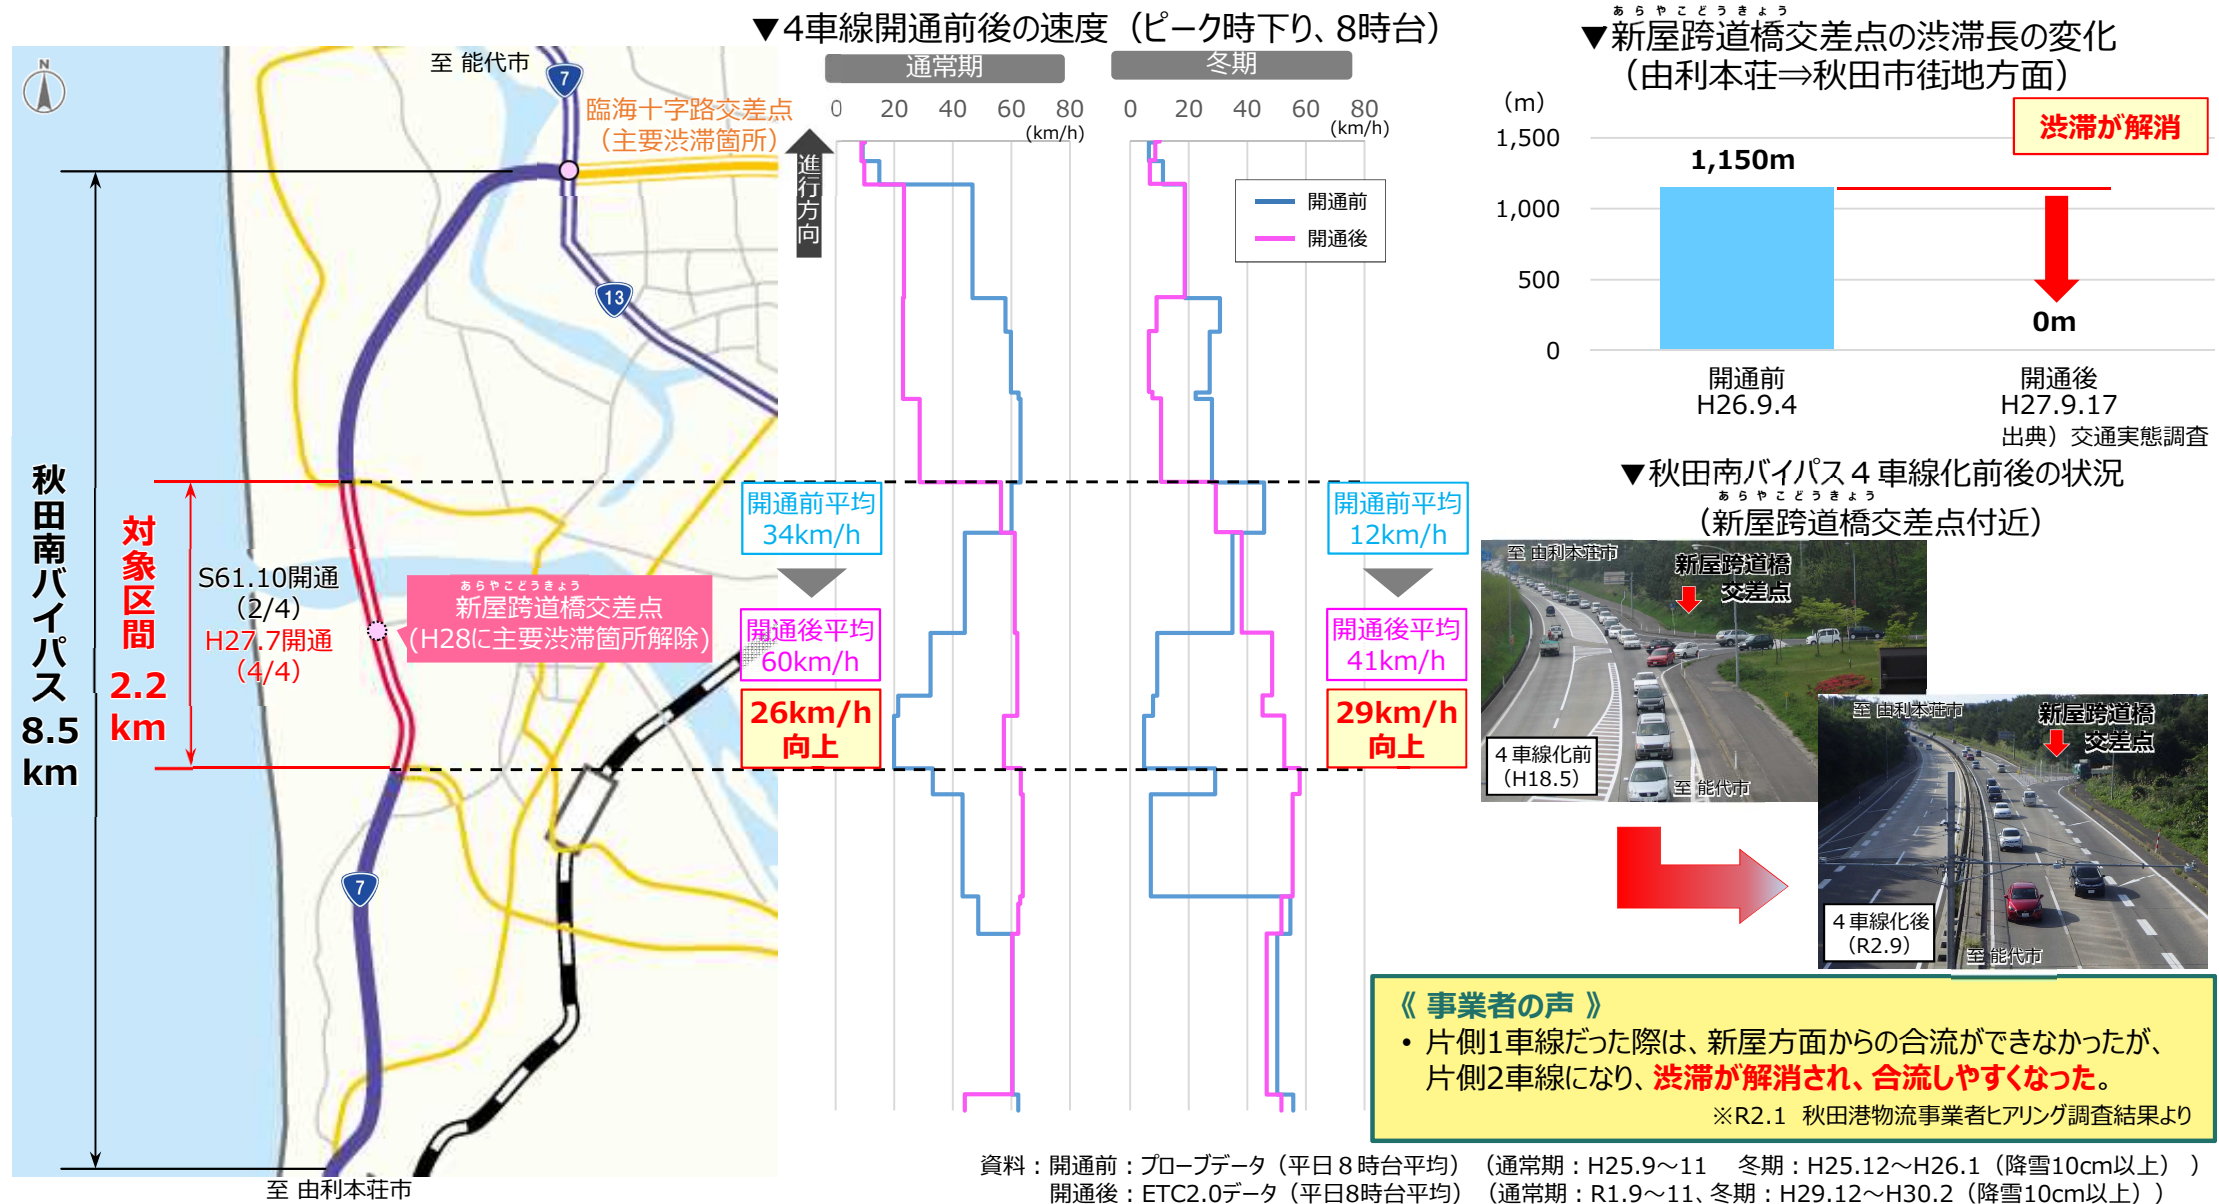 ▼4車線開通前後の速度（ピーク時下り、8時台）
通常期
冬期
0 20 40 60 80
(km/h)
0 20 40 60 80
(km/h)
進行方向
開通前
開通後
N
至 能代市
7
臨海十字路交差点
（主要渋滞箇所）
13
秋田南バイパス 8.5 km
対象区間 2.2 km
S61.10開通
（2/4）
H27.7開通
（4/4）
あらやこどうきょう
新屋跨道橋交差点
(H28に主要渋滞箇所解除)
7
至 由利本荘市
開通前平均
34km/h
開通後平均
60km/h
26km/h
向上
開通前平均
12km/h
開通後平均
41km/h
29km/h
向上
あらやこどうきょう
▼新屋跨道橋交差点の渋滞長の変化
（由利本荘⇒秋田市街地方面）
（m）
渋滞が解消
1,500
1,000
500
0
1,150m
0m
開通前
H26.9.4
開通後
H27.9.17
出典）交通実態調査
▼秋田南バイパス４車線化前後の状況
あらやこどうきょう
（新屋跨道橋交差点付近）
至 由利本荘市
新屋跨道橋
交差点
４車線化前
（H18.5）
至 能代市
至 由利本荘市
新屋跨道橋
交差点
４車線化後
（R2.9）
至 能代市
《 事業者の声 》
• 片側1車線だった際は、新屋方面からの合流ができなかったが、
片側2車線になり、渋滞が解消され、合流しやすくなった。
※R2.1 秋田港物流事業者ヒアリング調査結果より
資料：開通前：プローブデータ（平日８時台平均）（通常期：H25.9～11 冬期：H25.12～H26.1（降雪10cm以上））
開通後：ETC2.0データ（平日8時台平均）（通常期：R1.9～11、冬期：H29.12～H30.2（降雪10cm以上））